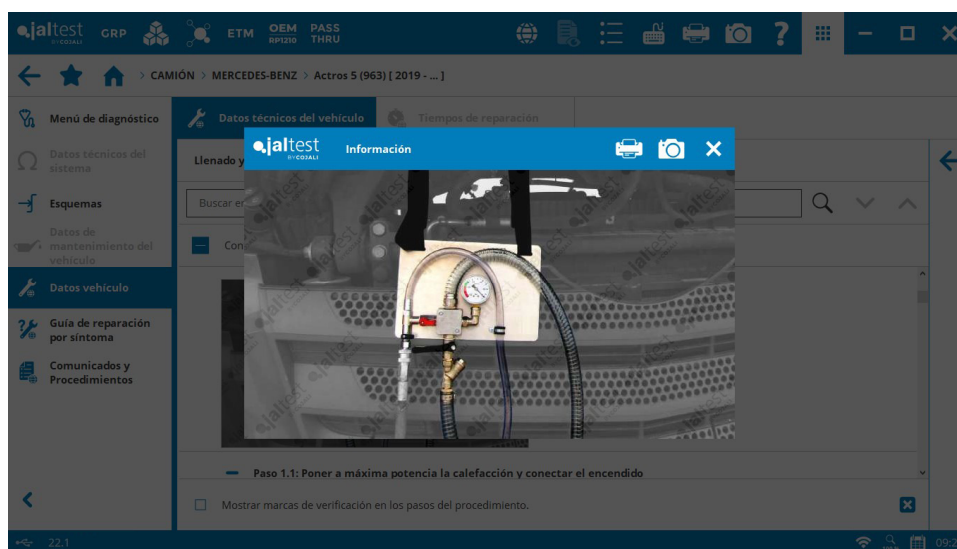 jaltest
BY COJALI
GRP
ETM
OEM
RP1210
PASS
THRU
> CAMIÓN > MERCEDES-BENZ > Actros 5 (963) [ 2019 - ... ]
Menú de diagnóstico
Datos técnicos del
sistema
Esquemas
Datos de
mantenimiento del
vehículo
Datos vehículo
Guía de reparación
por síntoma
Comunicados y
Procedimientos
Datos técnicos del vehículo
Tiempos de reparación
Llenado y
Buscar en
Con
jaltest
BY COJALI
Información
Paso 1.1: Poner a máxima potencia la calefacción y conectar el encendido
Mostrar marcas de verificación en los pasos del procedimiento.
22.1
09:2